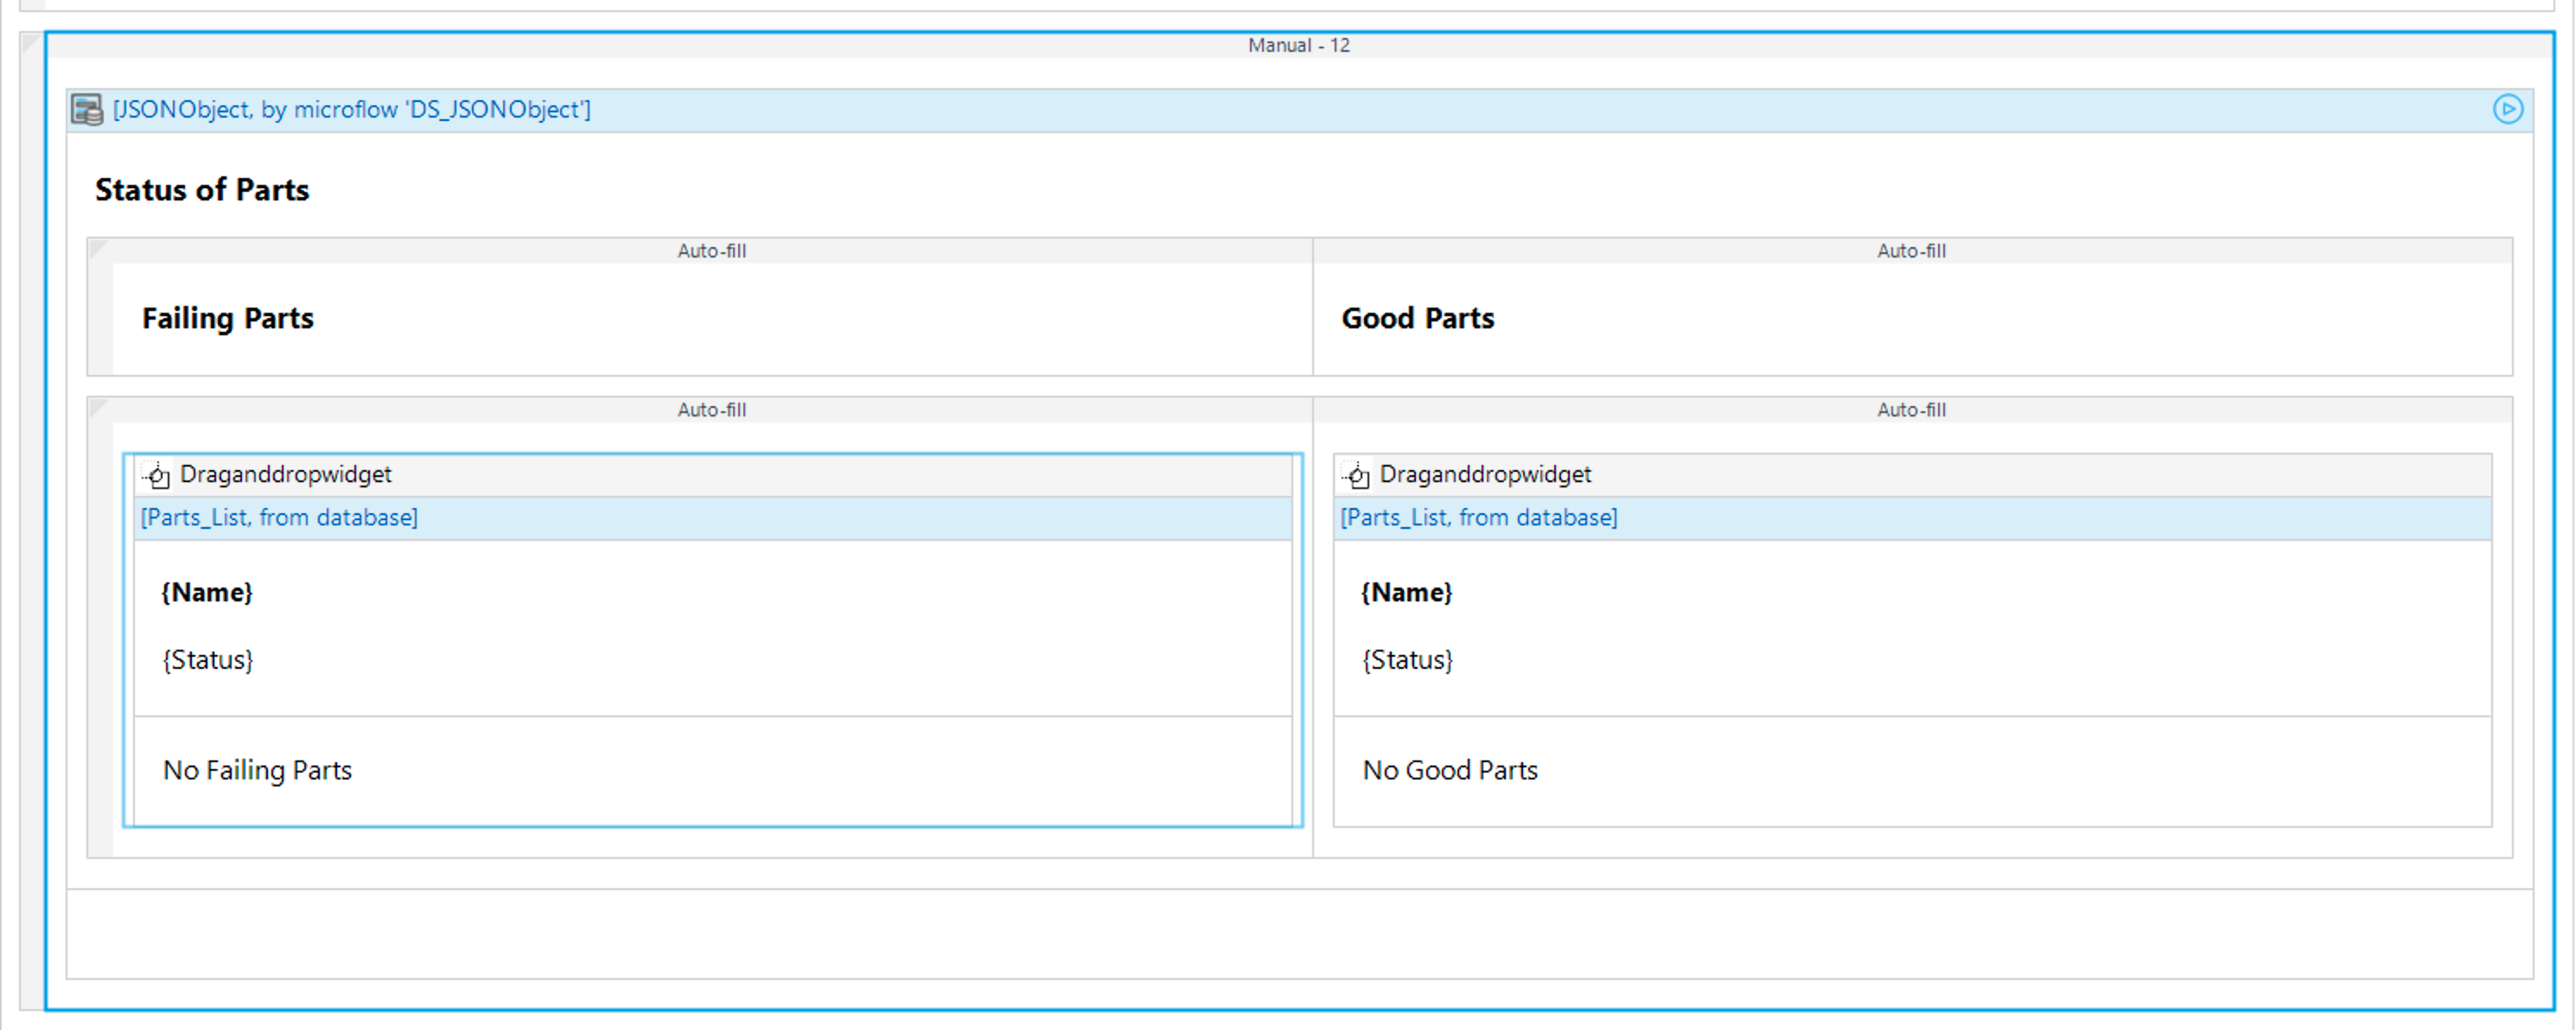 Manual - 12
[JSONObject, by microflow 'DS_JSONObject']
Status of Parts
Auto-fill
Auto-fill
Failing Parts
Good Parts
Auto-fill
Auto-fill
Draganddropwidget
Draganddropwidget
[Parts_List, from database]
[Parts_List, from database]
{Name}
{Name}
{Status}
{Status}
No Failing Parts
No Good Parts